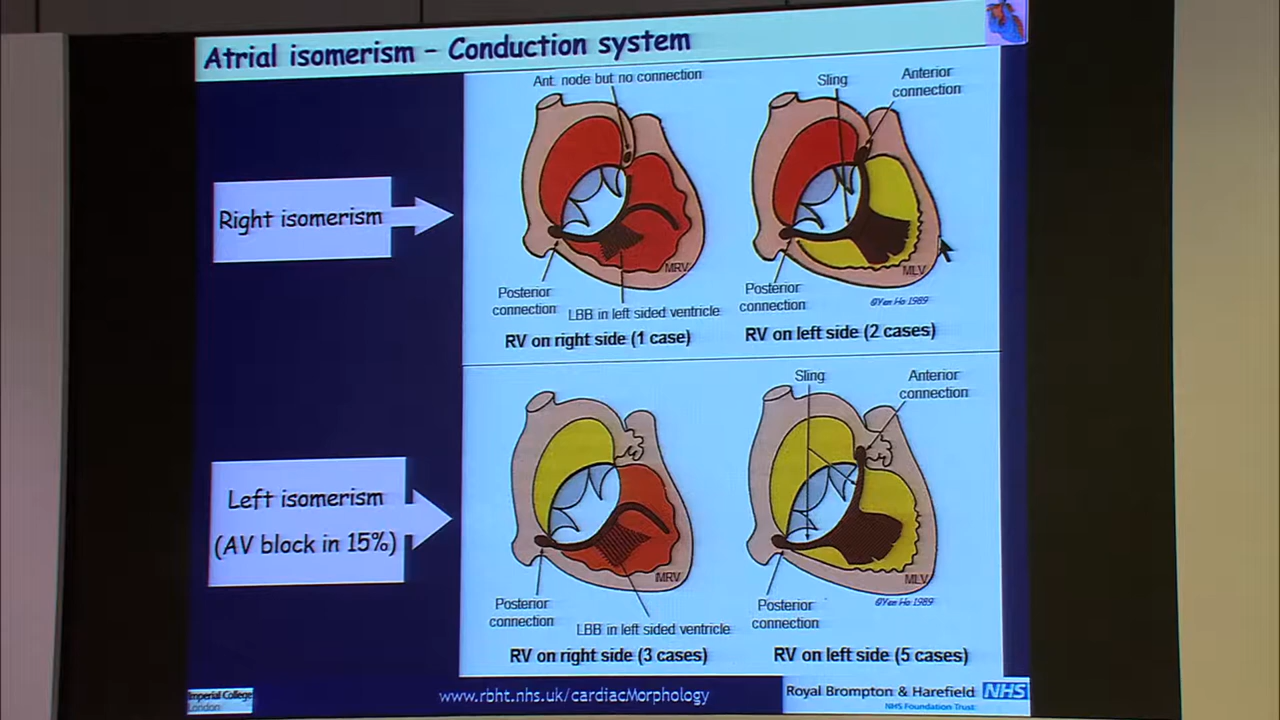 Atrial isomerism – Conduction system
Ant. node but no connection
Sling
Anterior
connection
Right isomerism
MRV
MLV
Posterior
connection
LBB in left sided ventricle
Posterior
connection
©Yen Ho 1989
RV on right side (1 case)
RV on left side (2 cases)
Sling
Anterior
connection
Left isomerism
(AV block in 15%)
MRV
MLV
Posterior
connection
LBB in left sided ventricle
Posterior
connection
©Yen Ho 1989
RV on right side (3 cases)
RV on left side (5 cases)
Imperial College
London
www.rbht.nhs.uk/cardiacMorphology
Royal Brompton & Harefield NHS
NHS Foundation Trust